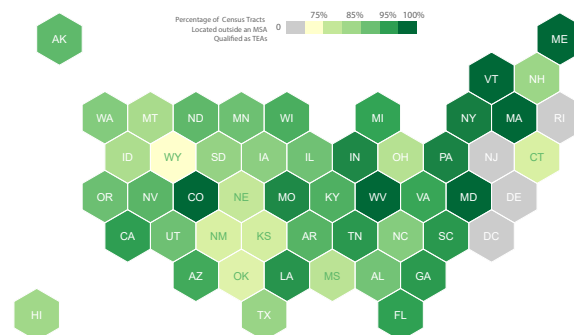 Percentage of Census Tracts
Located outside an MSA
Qualified as TEAs
0 75% 85% 95% 100%
AK ME
VT NH
WA MT ND MN WI MI NY MA RI
ID WY SD IA IL IN OH PA NJ CT
OR NV CO NE MO KY WV VA MD DE
CA UT NM KS AR TN NC SC DC
AZ OK LA MS AL GA
HI TX FL